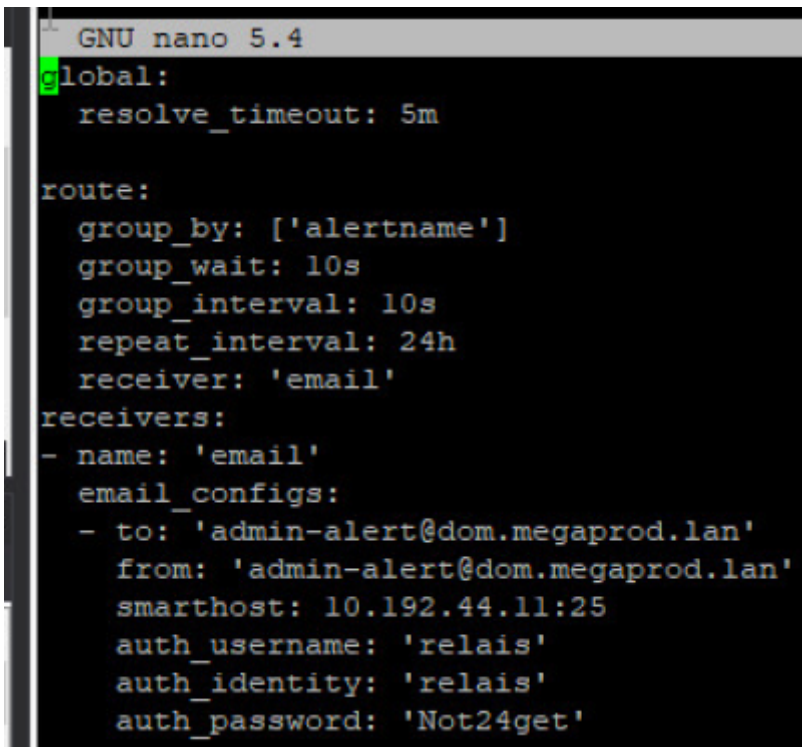 GNU nano 5.4
global:
  resolve_timeout: 5m

route:
  group_by: ['alertname']
  group_wait: 10s
  group_interval: 10s
  repeat_interval: 24h
  receiver: 'email'
receivers:
- name: 'email'
  email_configs:
  - to: 'admin-alert@dom.megaprod.lan'
    from: 'admin-alert@dom.megaprod.lan'
    smarthost: 10.192.44.11:25
    auth_username: 'relais'
    auth_identity: 'relais'
    auth_password: 'Not24get'